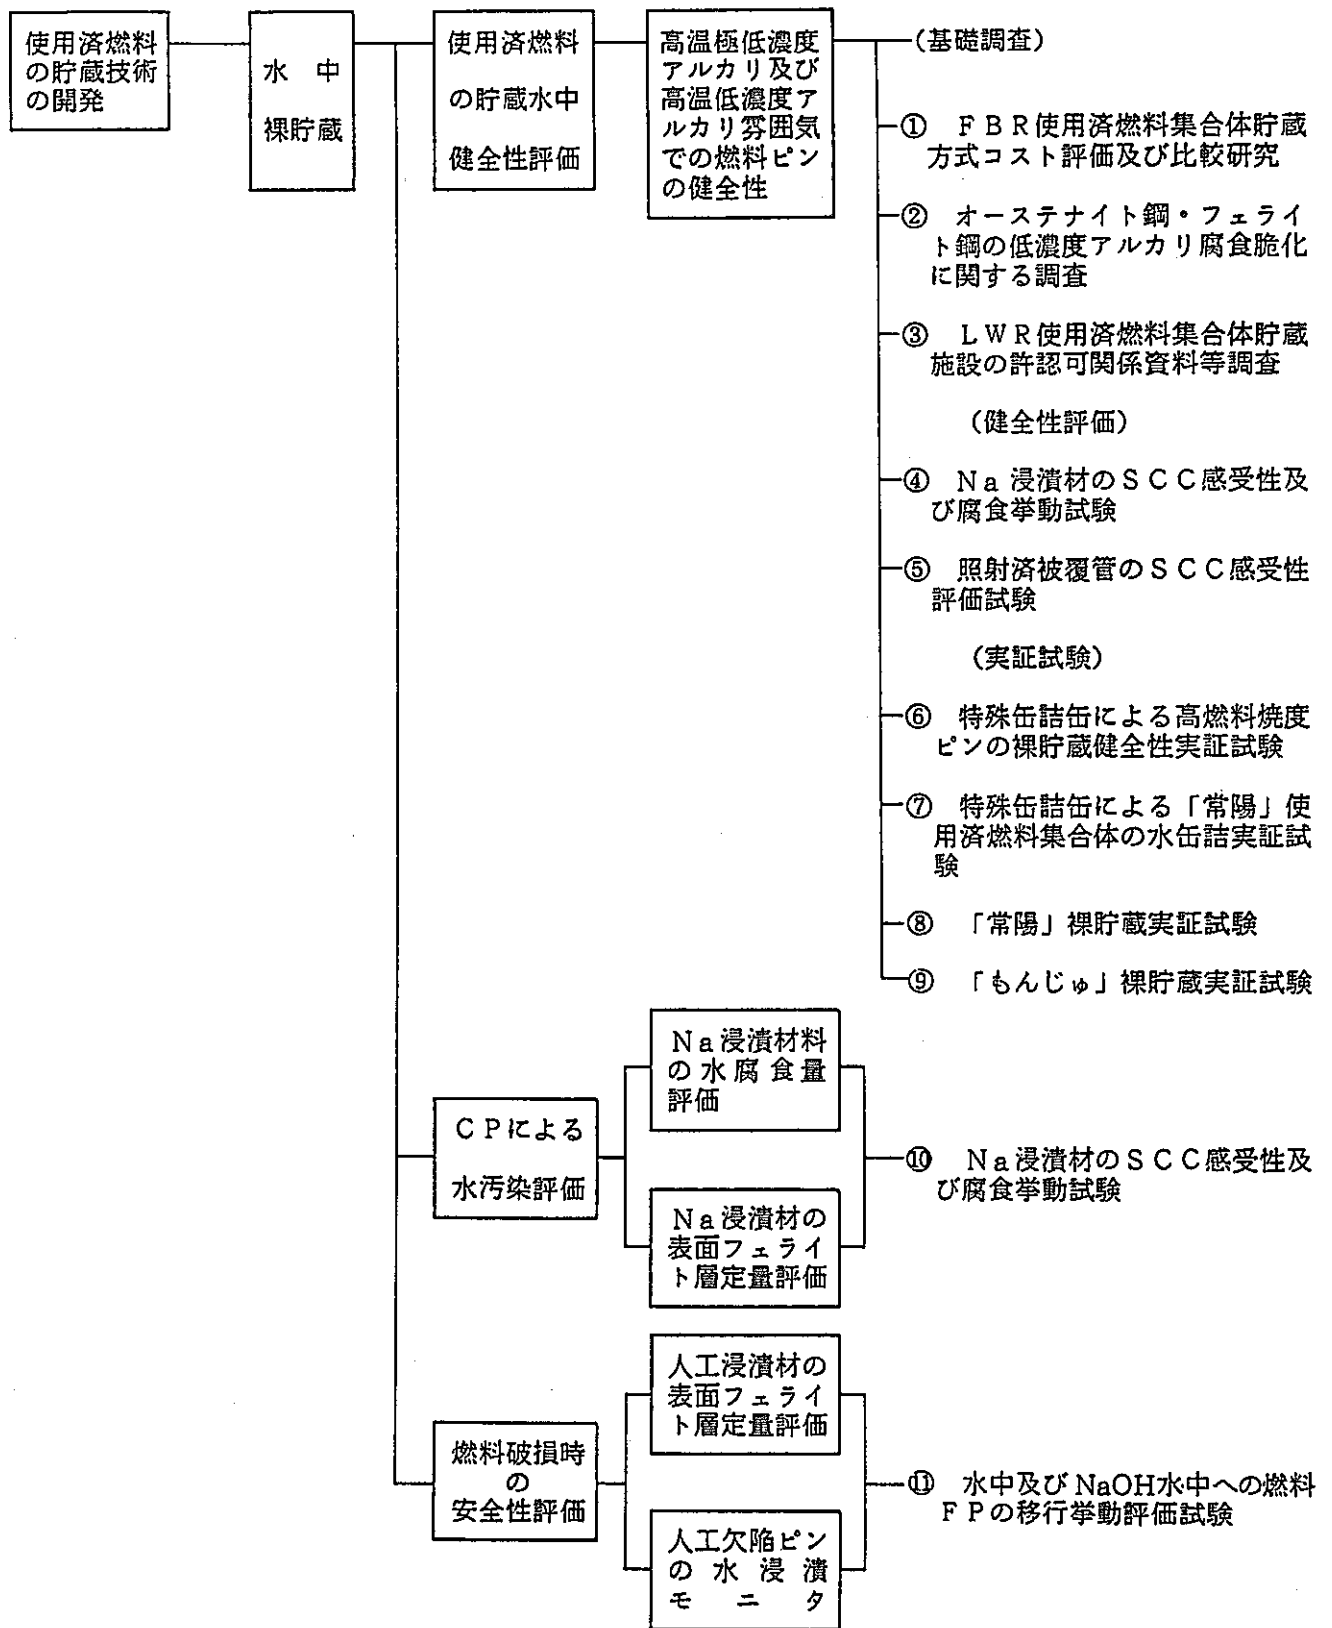 使用済燃料
の貯蔵技術
の開発
水中
裸貯蔵
使用済燃料
の貯蔵水中
健全性評価
高温極低濃度
アルカリ及び
高温低濃度ア
ルカリ雰囲気
での燃料ピン
の健全性
(基礎調査)
① FBR使用済燃料集合体貯蔵
方式コスト評価及び比較研究
② オーステナイト鋼・フェライ
ト鋼の低濃度アルカリ腐食脆化
に関する調査
③ LWR使用済燃料集合体貯蔵
施設の許認可関係資料等調査
(健全性評価)
④ Na浸漬材のSCC感受性及
び腐食挙動試験
⑤ 照射済被覆管のSCC感受性
評価試験
(実証試験)
⑥ 特殊缶詰缶による高燃料焼度
ピンの裸貯蔵健全性実証試験
⑦ 特殊缶詰缶による「常陽」使
用済燃料集合体の水缶詰実証試
験
⑧ 「常陽」裸貯蔵実証試験
⑨ 「もんじゅ」裸貯蔵実証試験
CPによる
水汚染評価
Na浸漬材料
の水腐食量
評価
Na浸漬材の
表面フェライ
ト層定量評価
⑩ Na浸漬材のSCC感受性及
び腐食挙動試験
燃料破損時
の
安全性評価
人工浸漬材の
表面フェライ
ト層定量評価
人工欠陥ピン
の水浸漬
モニタ
⑪ 水中及びNaOH水中への燃料
FPの移行挙動評価試験